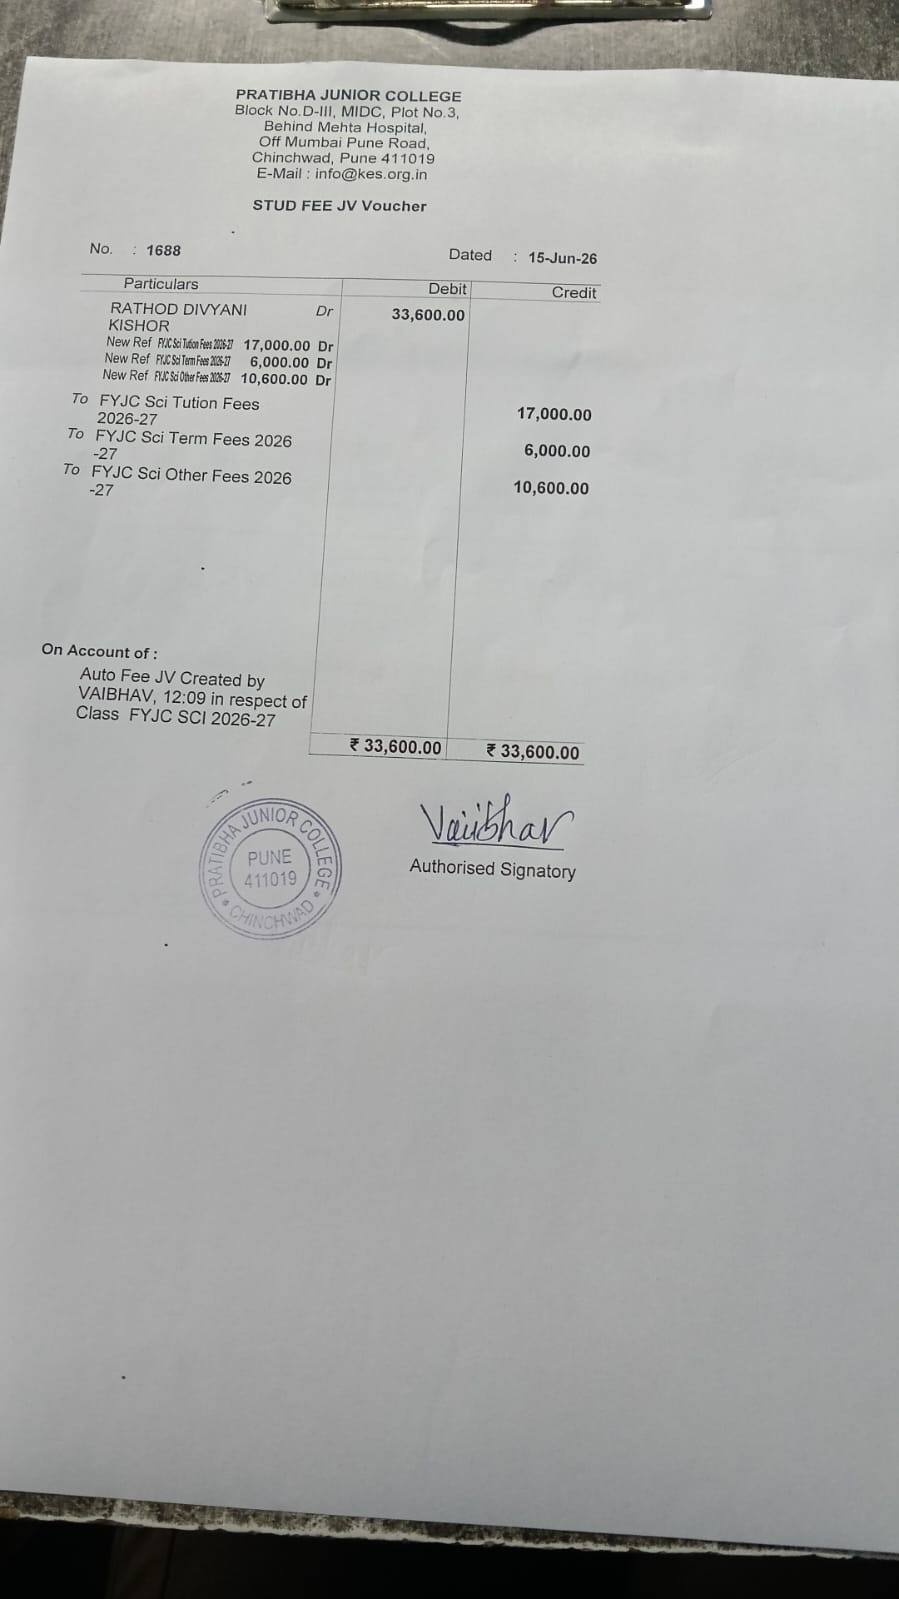 PRATIBHA JUNIOR COLLEGE
Block No.D-III, MIDC, Plot No.3,
Behind Mehta Hospital,
Off Mumbai Pune Road,
Chinchwad, Pune 411019
E-Mail : info@kes.org.in
STUD FEE JV Voucher
No. : 1688 Dated : 15-Jun-26
Particulars Debit Credit
RATHOD DIVYANI Dr 33,600.00
KISHOR
New Ref FYJC Sci Tution Fees 2026-27 17,000.00 Dr
New Ref FYJC Sci Term Fees 2026-27 6,000.00 Dr
New Ref FYJC Sci Other Fees 2026-27 10,600.00 Dr
To FYJC Sci Tution Fees 17,000.00
2026-27
To FYJC Sci Term Fees 2026 6,000.00
-27
To FYJC Sci Other Fees 2026 10,600.00
-27
On Account of :
Auto Fee JV Created by
VAIBHAV, 12:09 in respect of
Class FYJC SCI 2026-27
₹ 33,600.00 ₹ 33,600.00
Vaibhav
Authorised Signatory
PRATIBHA JUNIOR COLLEGE
PUNE
411019
CHINCHWAD